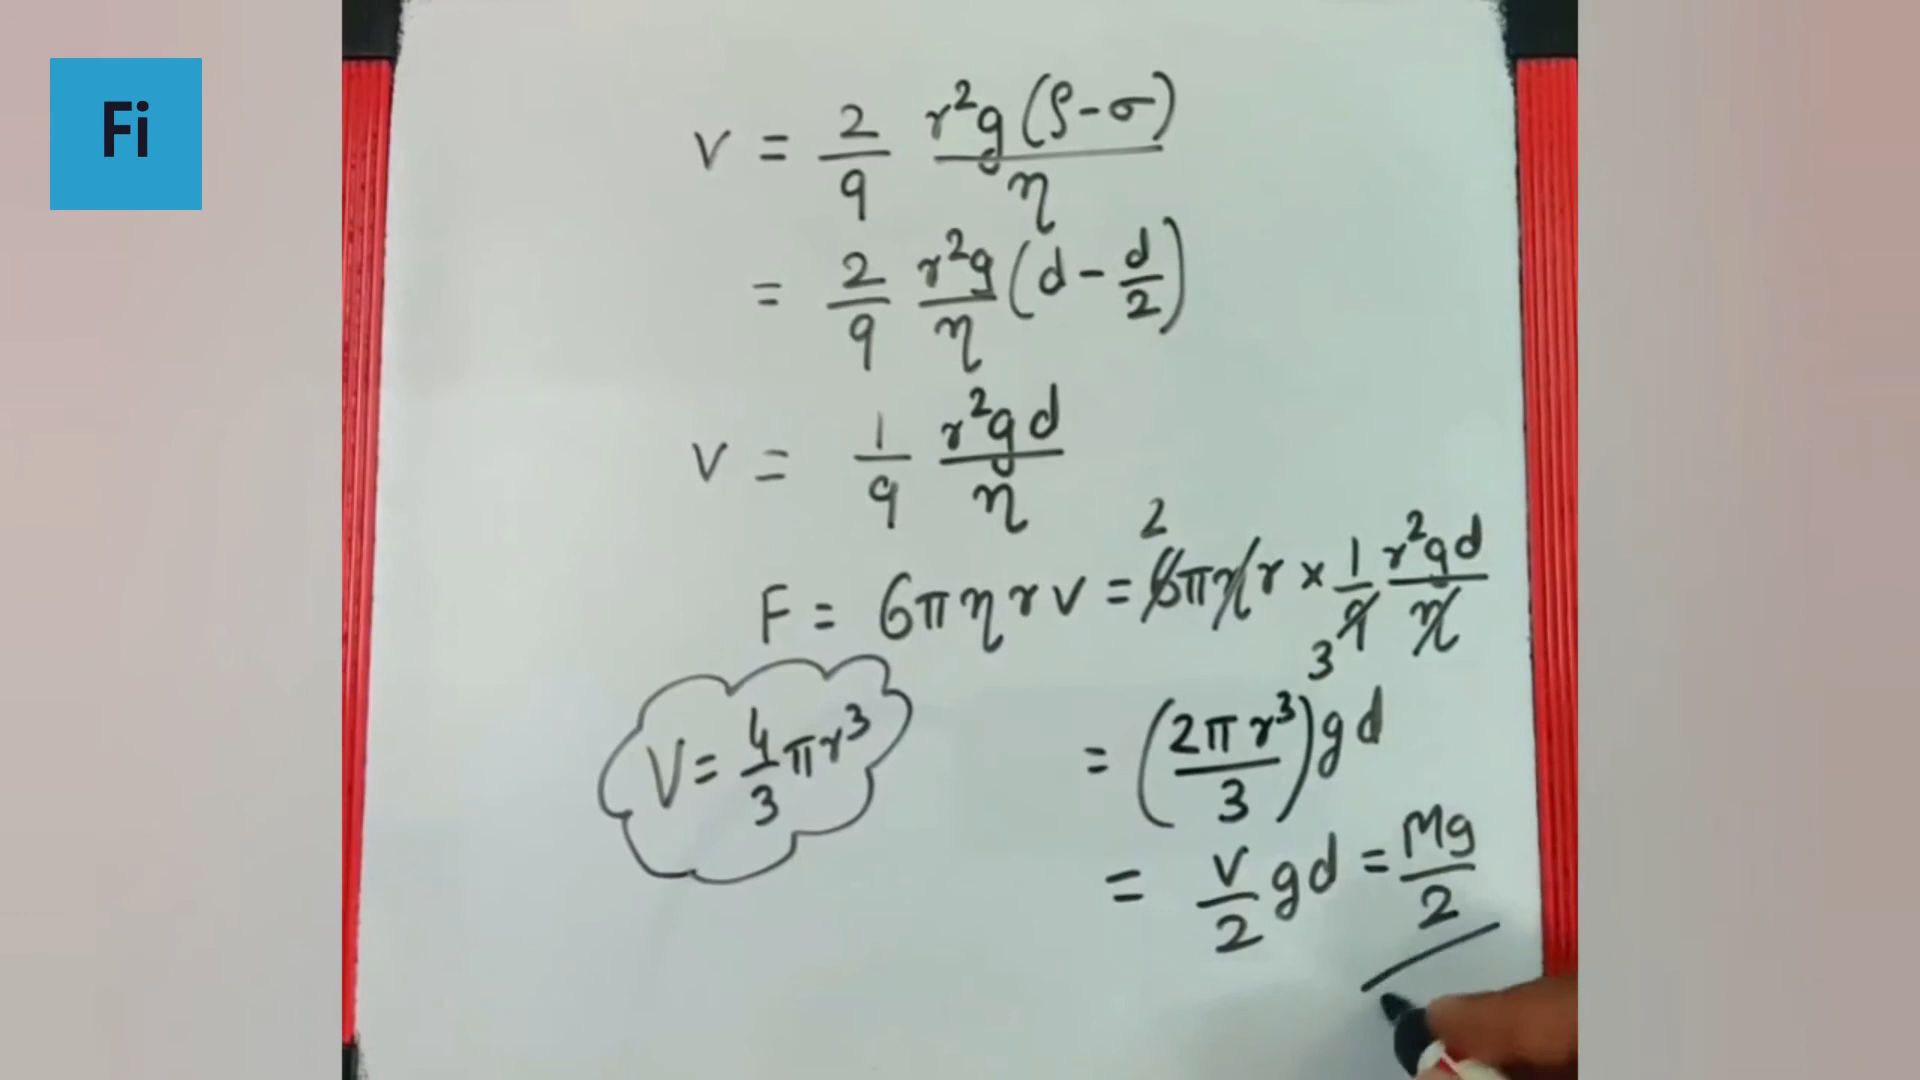 Fi
v = 2/9 r²g(ρ-σ)/η
= 2/9 r²g/η (d - d/2)
v = 1/9 r²gd/η
F = 6πηrv = 6πηr × 1/9 r²gd/η
2
3
V = 4/3 πr³
= (2πr³/3)gd
= V/2 gd = Mg/2